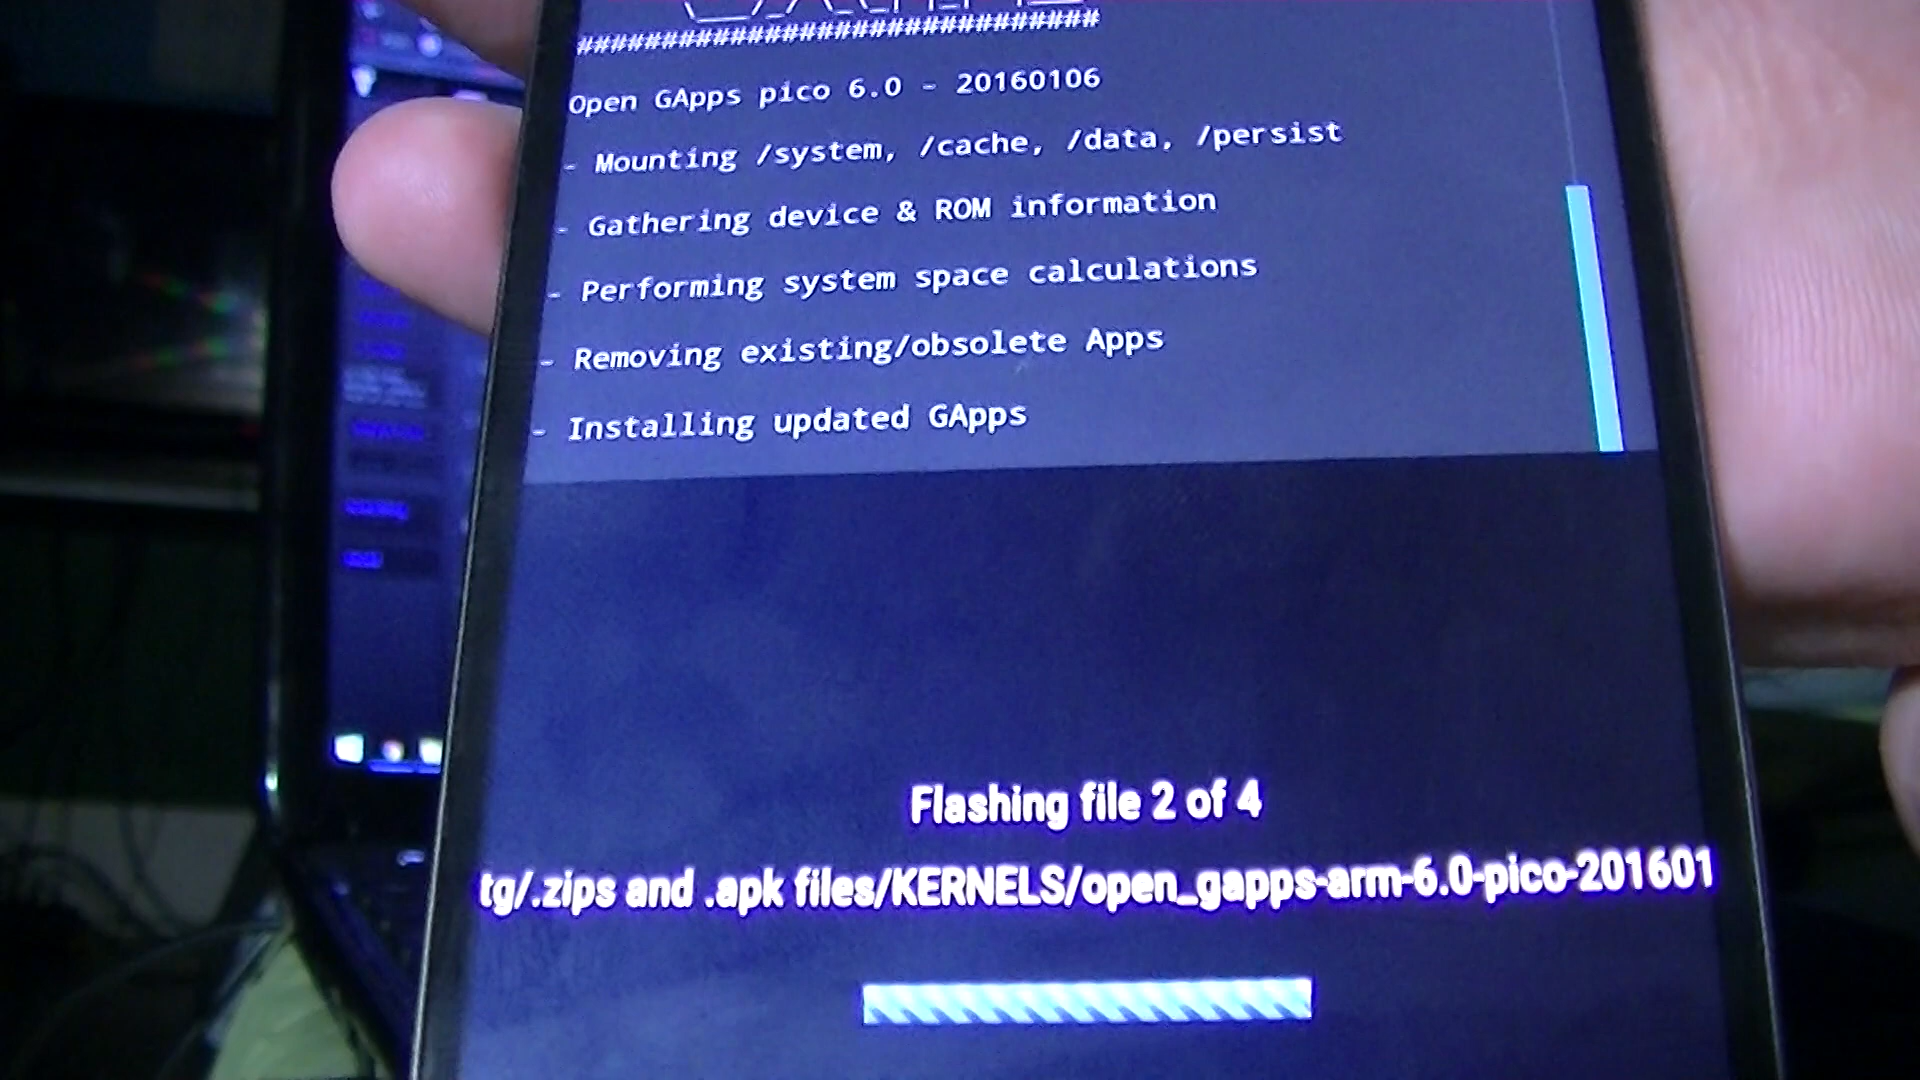 ##############################
Open GApps pico 6.0 - 20160106
- Mounting /system, /cache, /data, /persist
- Gathering device & ROM information
- Performing system space calculations
- Removing existing/obsolete Apps
- Installing updated GApps
Flashing file 2 of 4
tg/.zips and .apk files/KERNELS/open_gapps-arm-6.0-pico-201601